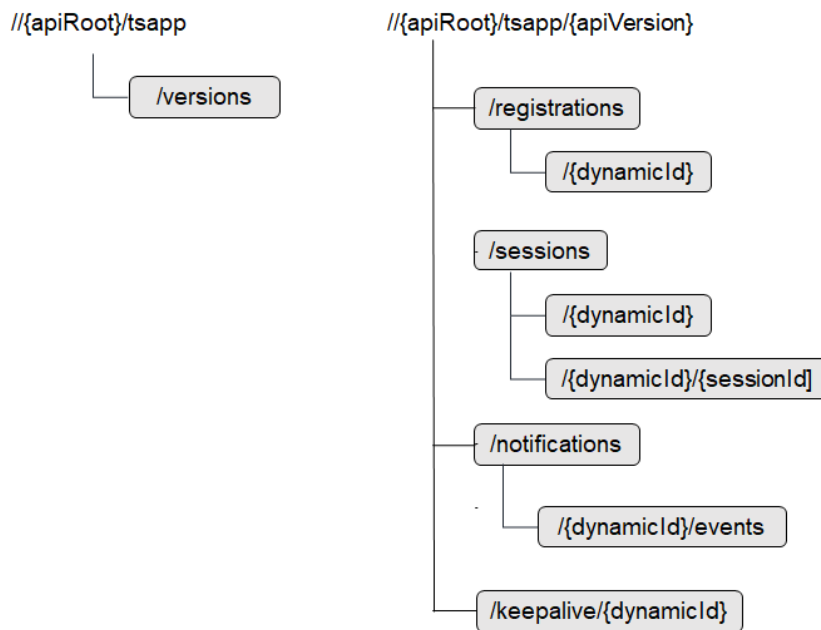 //{apiRoot}/tsapp
/versions
//{apiRoot}/tsapp/{apiVersion}
/registrations
/{dynamicId}
/sessions
/{dynamicId}
/{dynamicId}/{sessionId]
/notifications
/{dynamicId}/events
/keepalive/{dynamicId}